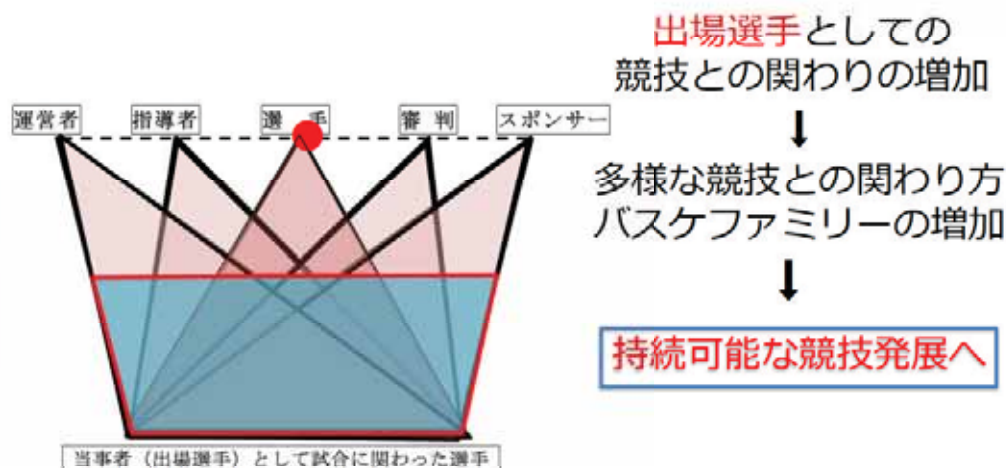 運営者
指導者
選 手
審 判
スポンサー
当事者（出場選手）として試合に関わった選手
出場選手としての
競技との関わりの増加
多様な競技との関わり方
バスケファミリーの増加
持続可能な競技発展へ